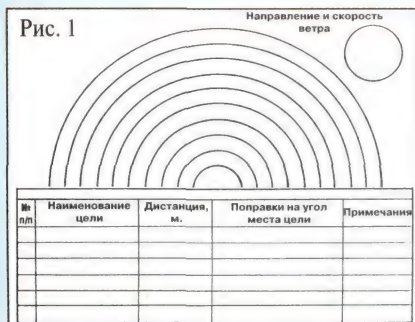 Рис. 1
Направление и скорость
ветра
№
п/п
Наименование
цели
Дистанция,
м.
Поправки на угол
места цели
Примечания